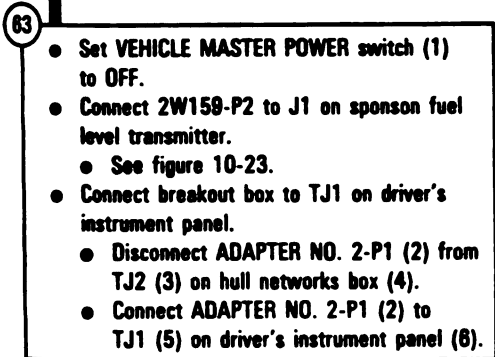 63
● Set VEHICLE MASTER POWER switch (1)
to OFF.
● Connect 2W159-P2 to J1 on sponson fuel
level transmitter.
● See figure 10-23.
● Connect breakout box to TJ1 on driver's
instrument panel.
● Disconnect ADAPTER NO. 2-P1 (2) from
TJ2 (3) on hull networks box (4).
● Connect ADAPTER NO. 2-P1 (2) to
TJ1 (5) on driver's instrument panel (6).